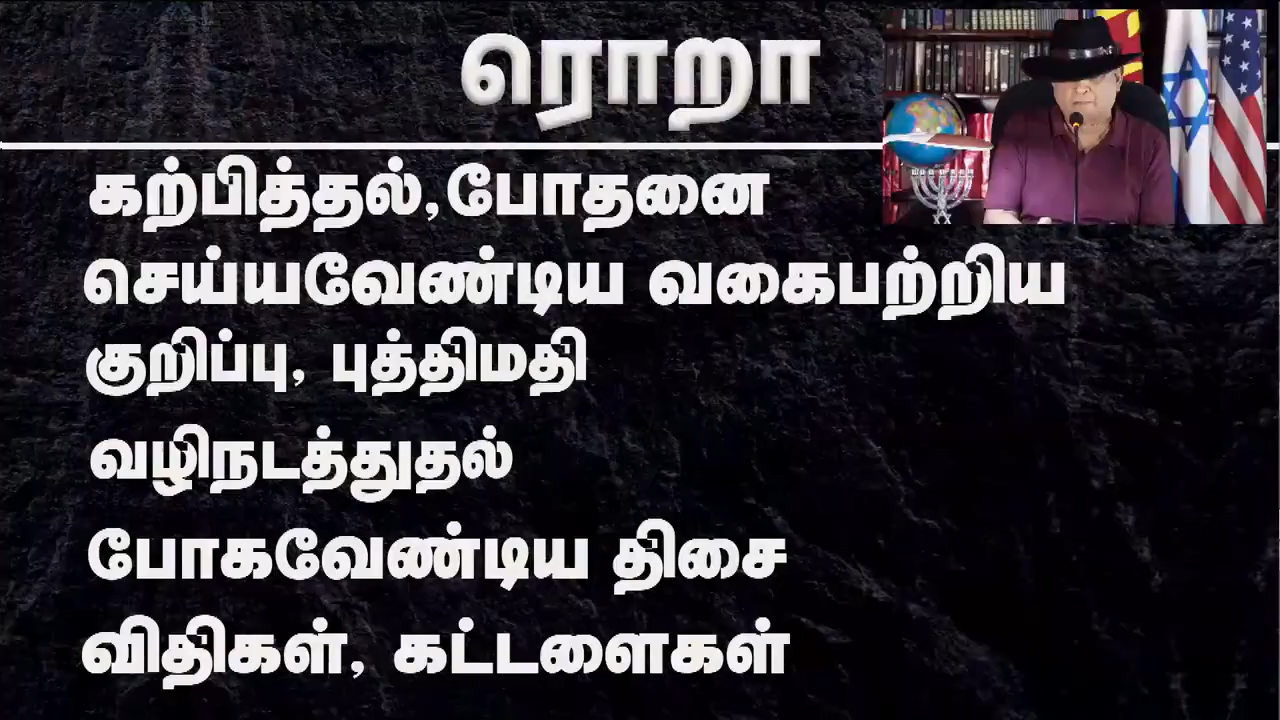 ரொறா
கற்பித்தல்,போதனை
செய்யவேண்டிய வகைபற்றிய
குறிப்பு, புத்திமதி
வழிநடத்துதல்
போகவேண்டிய திசை
விதிகள், கட்டளைகள்